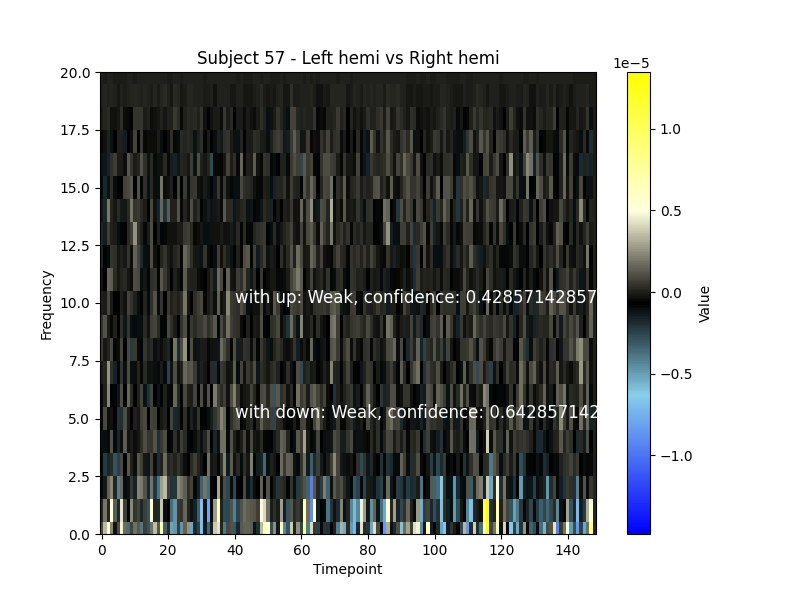 Subject 57 - Left hemi vs Right hemi
1e−5
20.0
17.5
15.0
12.5
10.0
7.5
5.0
2.5
0.0
Frequency
with up: Weak, confidence: 0.42857142857
with down: Weak, confidence: 0.642857142
0 20 40 60 80 100 120 140
Timepoint
1.0
0.5
0.0
−0.5
−1.0
Value